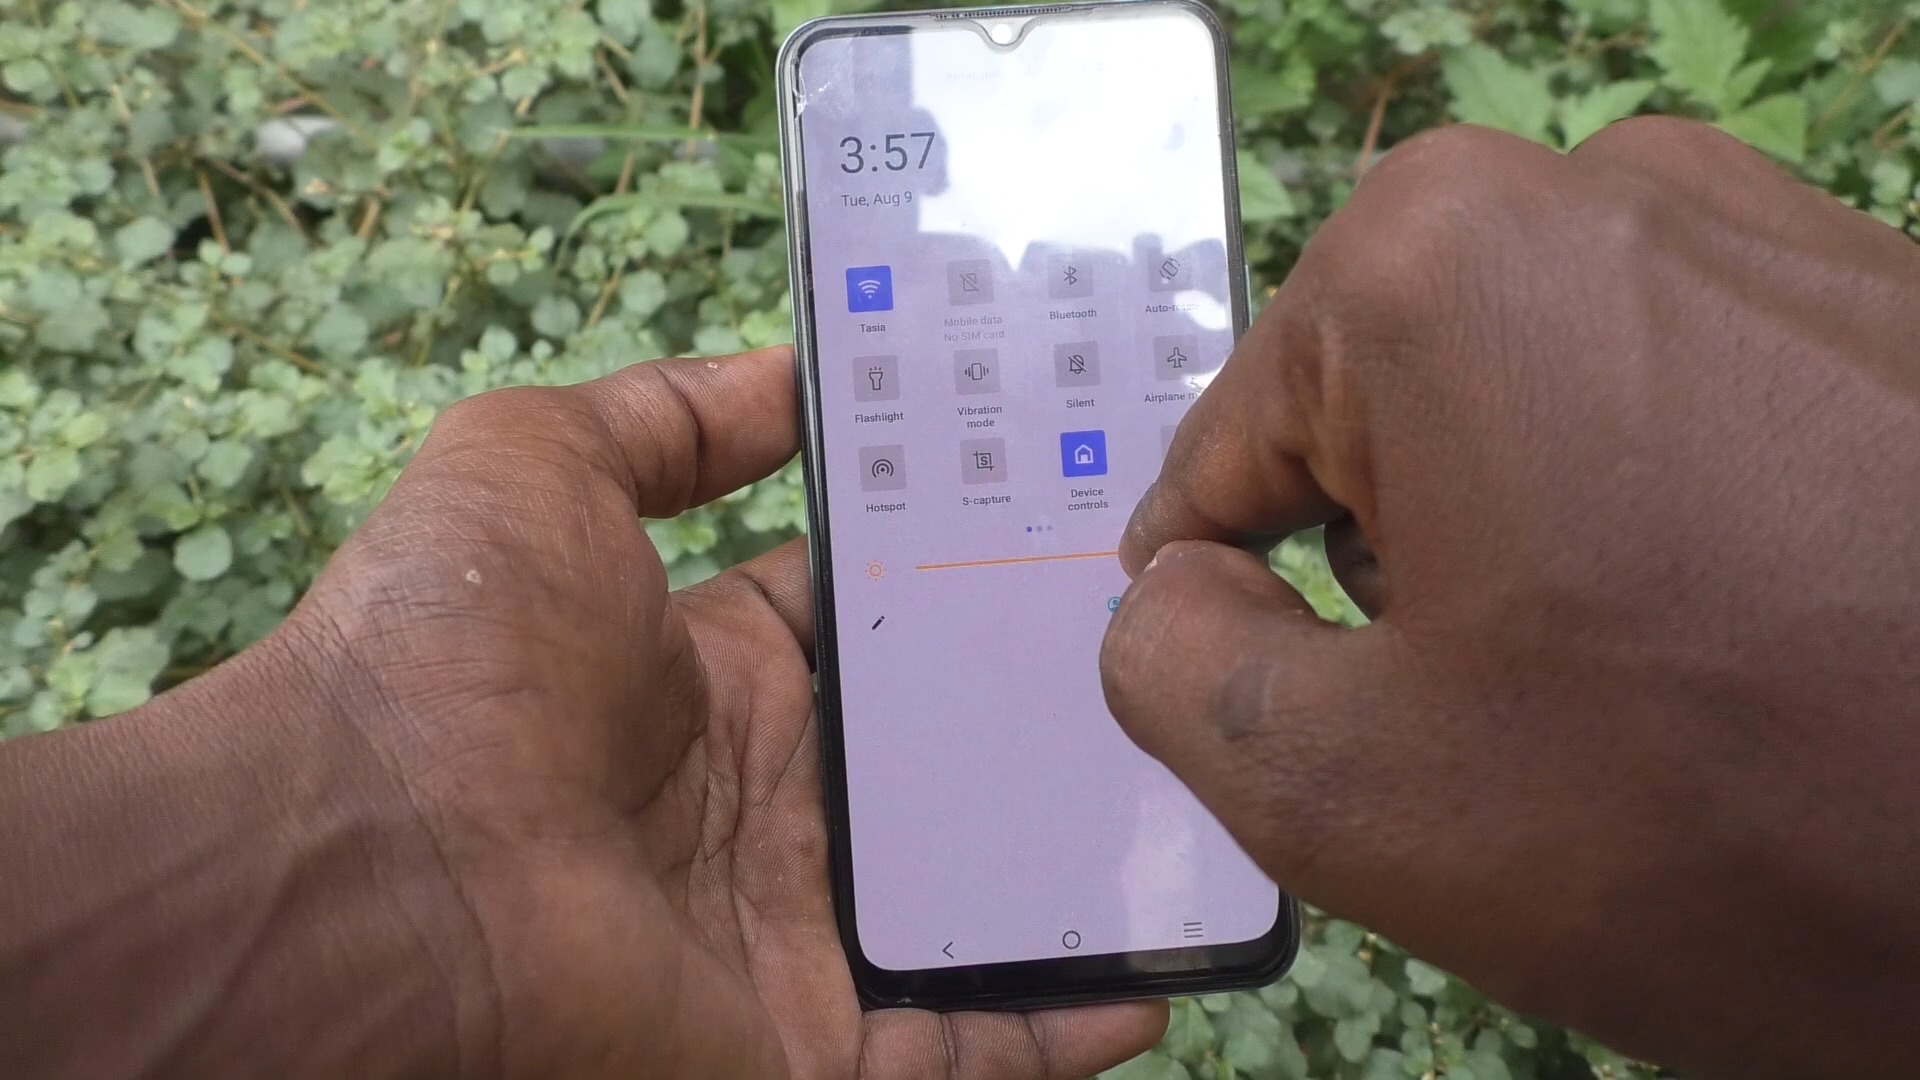 3:57
Tue, Aug 9
Tasia
Mobile data
No SIM card
Bluetooth
Flashlight
Vibration
mode
Silent
Airplane
Hotspot
S-capture
Device
controls